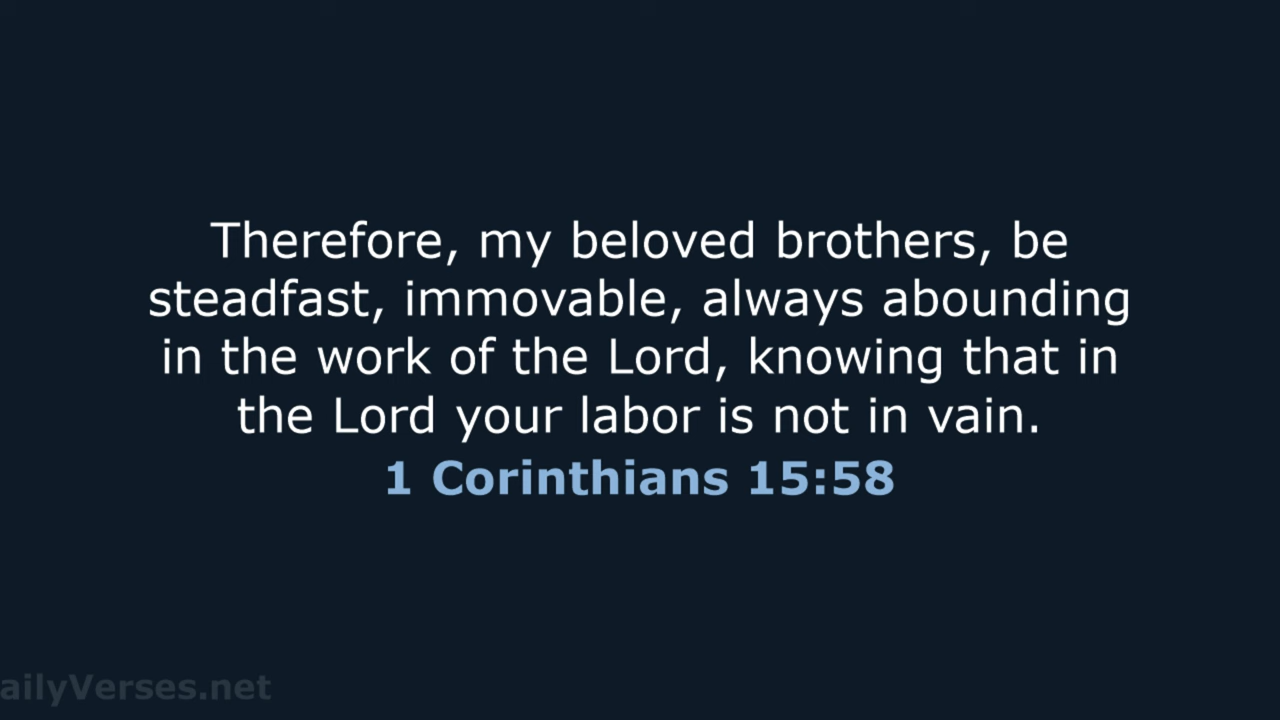 Therefore, my beloved brothers, be
steadfast, immovable, always abounding
in the work of the Lord, knowing that in
the Lord your labor is not in vain.
1 Corinthians 15:58
ailyVerses.net